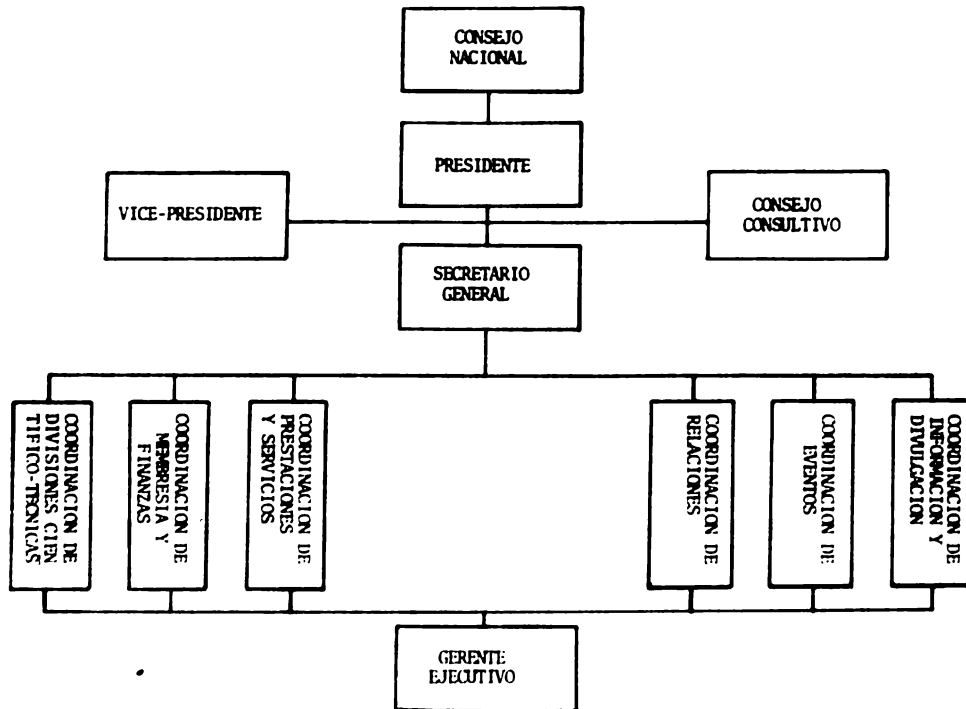 CONSEJO
NACIONAL
PRESIDENTE
VICE-PRESIDENTE
CONSEJO
CONSULTIVO
SECRETARIO
GENERAL
COORDINACION DE
DIVISIONES CIEN
TIFICO-TECNICAS
COORDINACION DE
MEMBRESIA Y
FINANZAS
COORDINACION DE
PRESTACIONES
Y SERVICIOS
COORDINACION DE
RELACIONES
COORDINACION DE
EVENTOS
COORDINACION DE
INFORMACION Y
DIVULGACION
GERENTE
EJECUTIVO